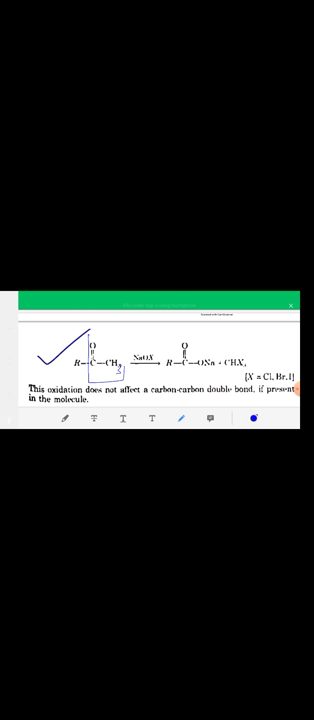 O O
R—C—CH3 NaOX R—C—ONa + CHX3
[X = Cl, Br, I]
This oxidation does not affect a carbon-carbon double bond, if present
in the molecule.